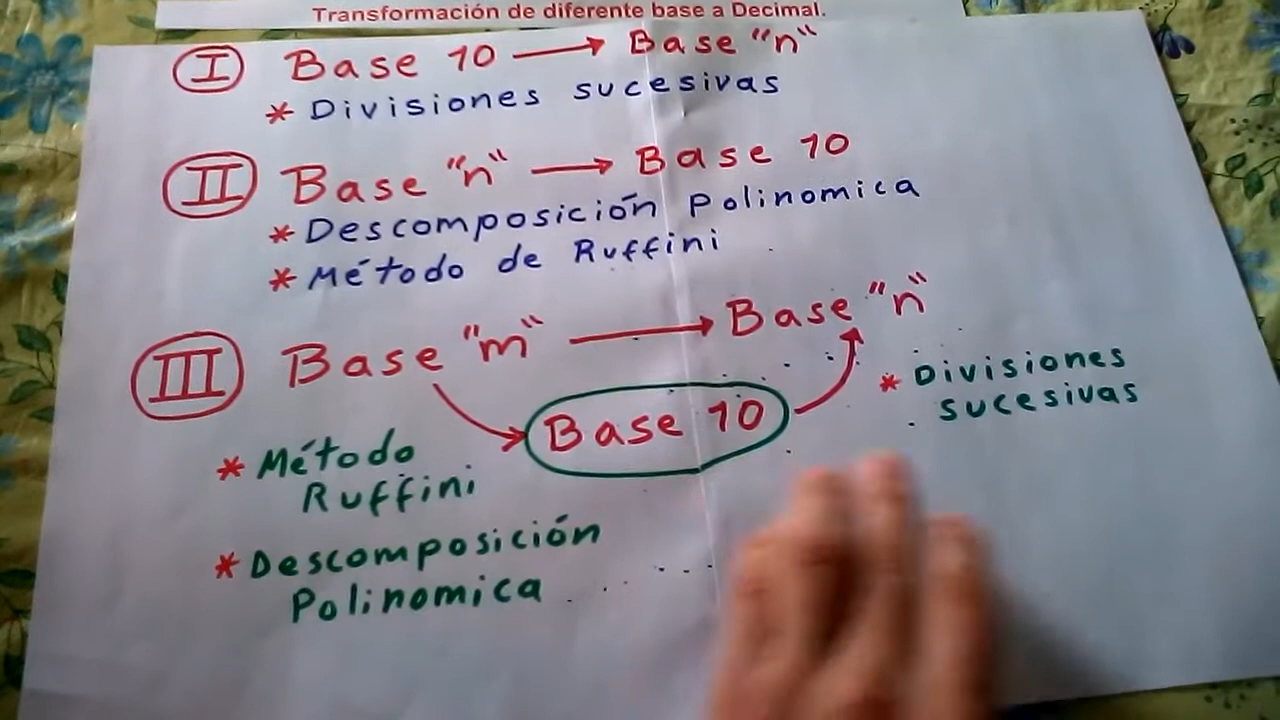 Transformación de diferente base a Decimal.
I Base 10 → Base "n"
* Divisiones sucesivas
II Base "n" → Base 10
* Descomposición Polinomica
* Método de Ruffini
III Base "m" → Base "n"
Base 10
* Divisiones
sucesivas
* Método
Ruffini
* Descomposición
Polinomica